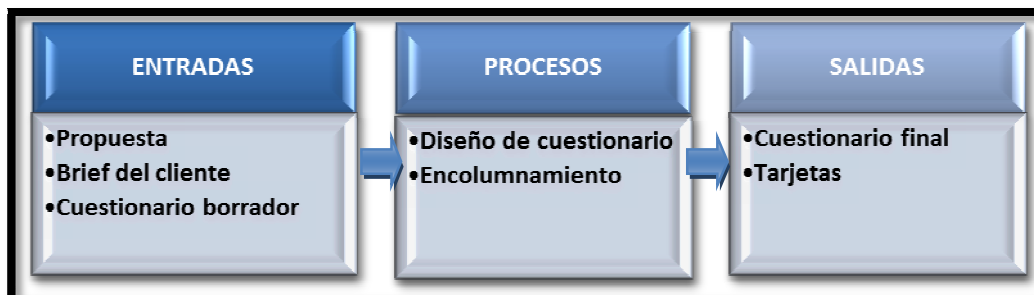 ENTRADAS
•Propuesta
•Brief del cliente
•Cuestionario borrador
PROCESOS
•Diseño de cuestionario
•Encolumnamiento
SALIDAS
•Cuestionario final
•Tarjetas